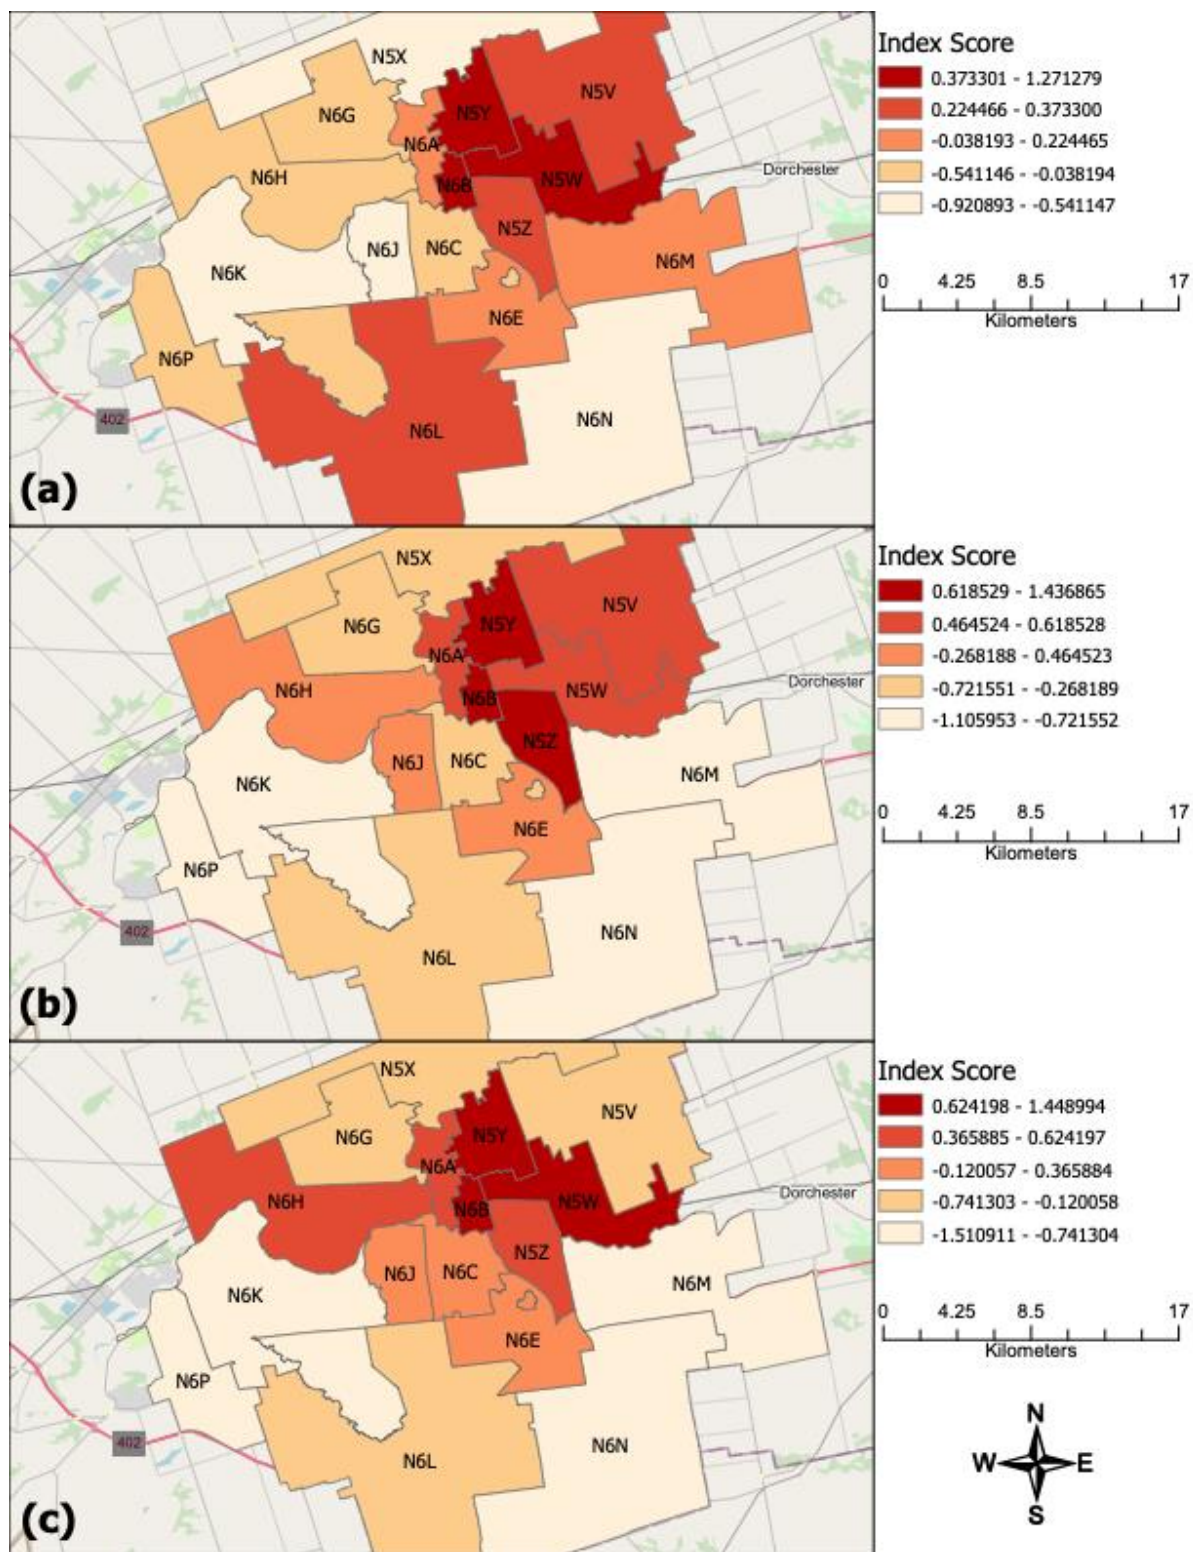 N5X
N5V
N6G
N5Y
N6A
Dorchester
N6H
N6B
N5W
N5Z
N6J
N6C
N6K
N6M
N6E
N6P
402
N6N
N6L
(a)
Index Score
0.373301 - 1.271279
0.224466 - 0.373300
-0.038193 - 0.224465
-0.541146 - -0.038194
-0.920893 - -0.541147
0 4.25 8.5 17
Kilometers
N5X
N5V
N6G
N5Y
N6A
Dorchester
N6H
N6B
N5W
N5Z
N6J
N6C
N6M
N6K
N6E
N6P
402
N6N
N6L
(b)
Index Score
0.618529 - 1.436865
0.464524 - 0.618528
-0.268188 - 0.464523
-0.721551 - -0.268189
-1.105953 - -0.721552
0 4.25 8.5 17
Kilometers
N5X
N5V
N6G
N5Y
N6A
Dorchester
N6H
N6B
N5W
N5Z
N6J
N6C
N6M
N6K
N6E
N6P
402
N6N
N6L
(c)
Index Score
0.624198 - 1.448994
0.365885 - 0.624197
-0.120057 - 0.365884
-0.741303 - -0.120058
-1.510911 - -0.741304
0 4.25 8.5 17
Kilometers
N
W E
S